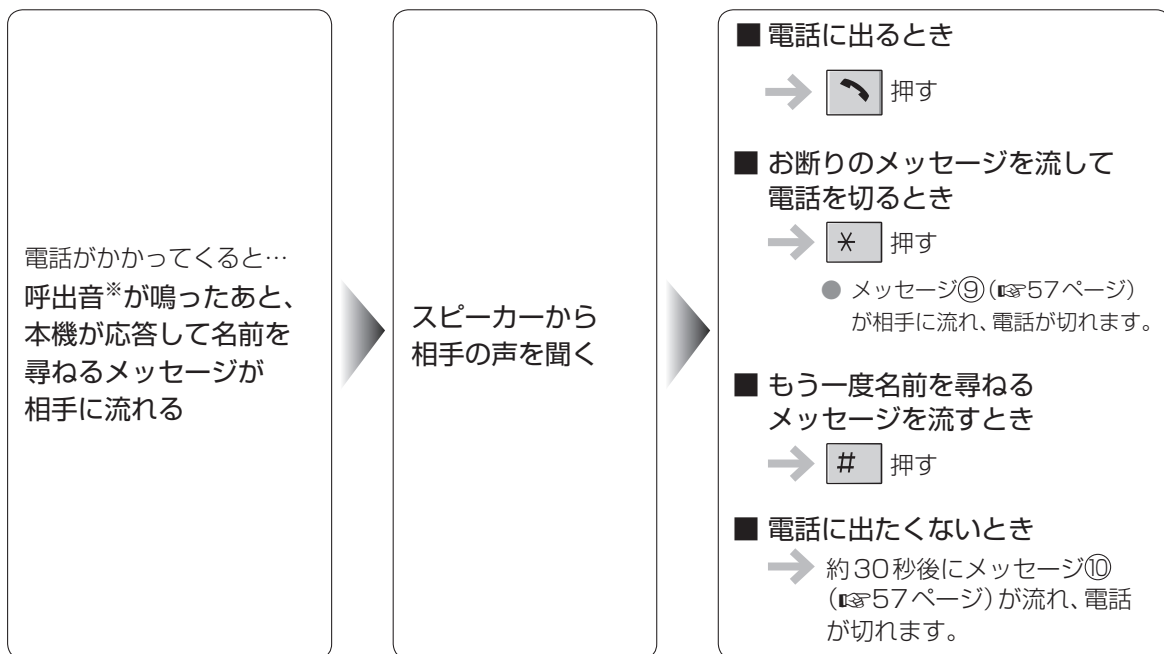 電話がかかってくると…
呼出音※が鳴ったあと、
本機が応答して名前を
尋ねるメッセージが
相手に流れる
スピーカーから
相手の声を聞く
■ 電話に出るとき
押す
■ お断りのメッセージを流して
電話を切るとき
＊ 押す
● メッセージ⑨(☞57ページ)
が相手に流れ、電話が切れます。
■ もう一度名前を尋ねる
メッセージを流すとき
# 押す
■ 電話に出たくないとき
約30秒後にメッセージ⑩
(☞57ページ)が流れ、電話
が切れます。